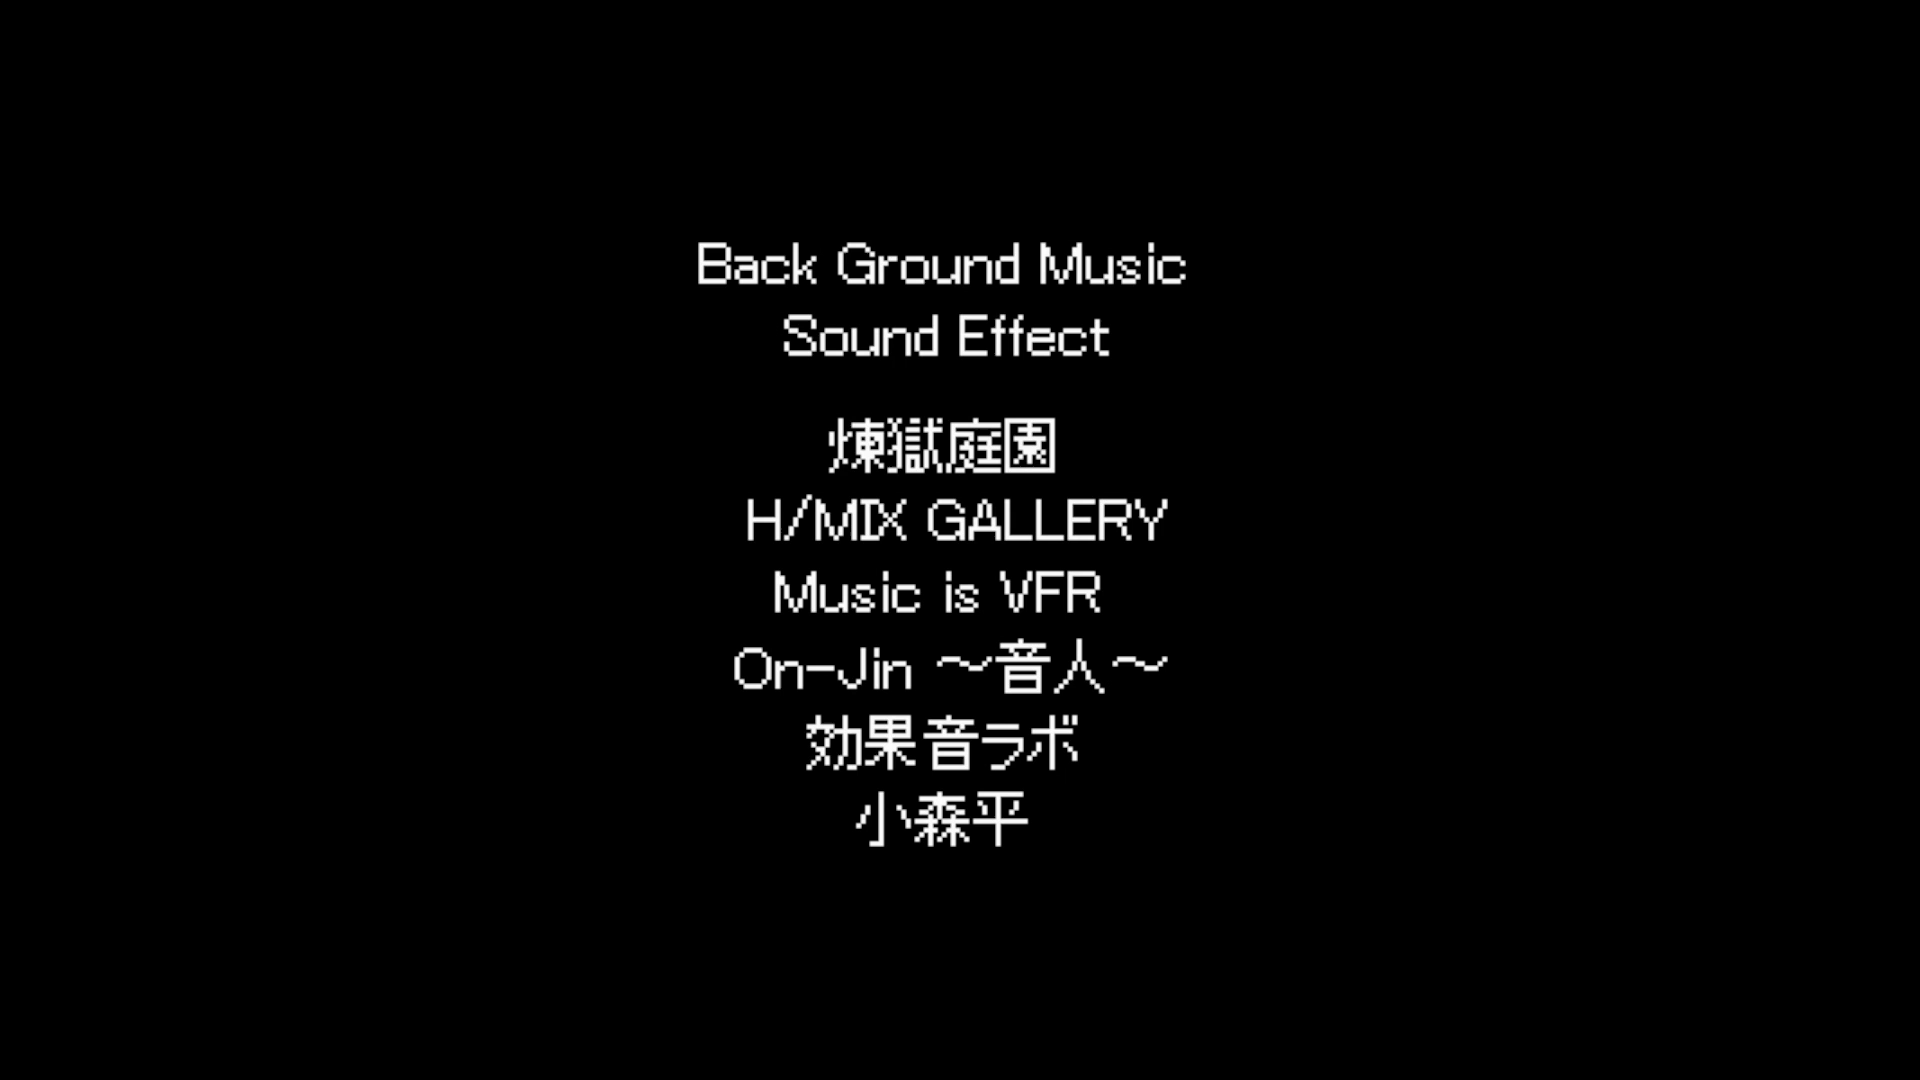 Back Ground Music
Sound Effect
煉獄庭園
H/MIX GALLERY
Music is VFR
On-Jin ～音人～
効果音ラボ
小森平